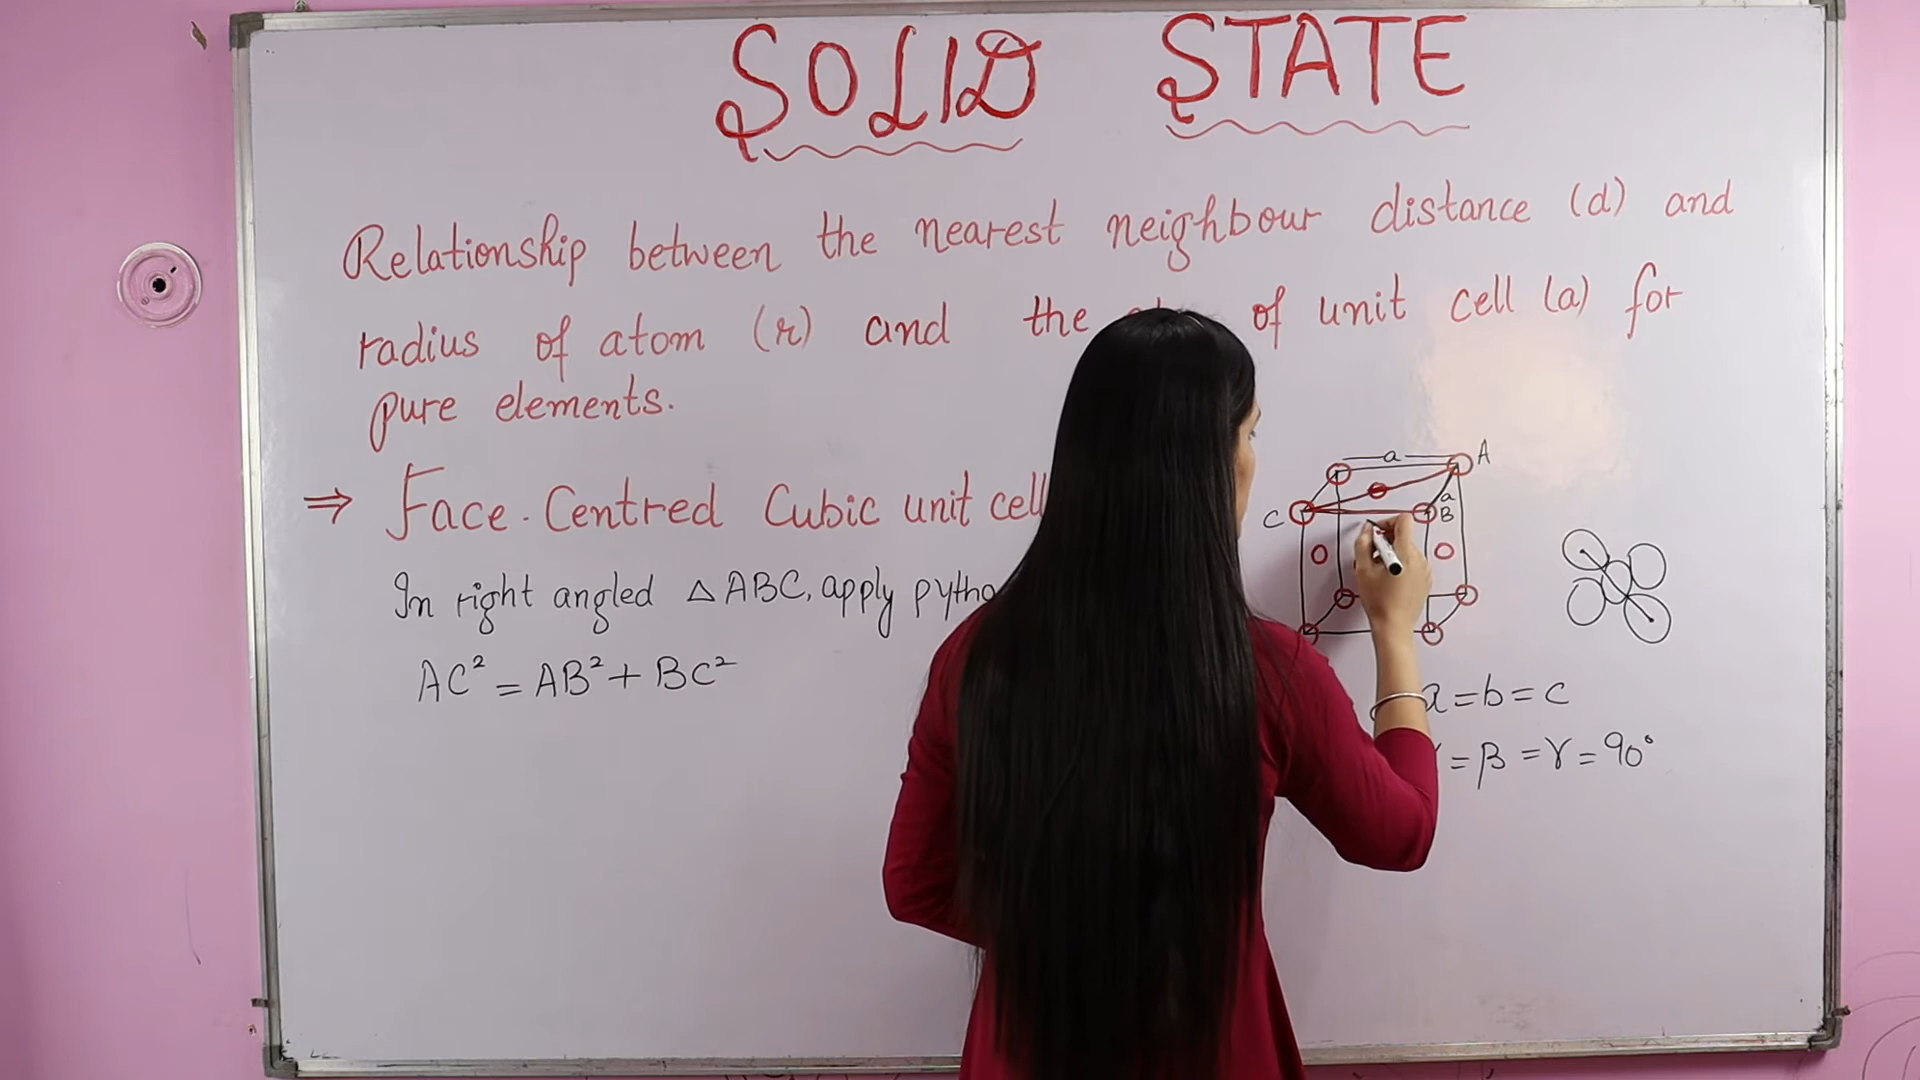 SOLID STATE
Relationship between the nearest neighbour distance (d) and
radius of atom (r) and the of unit cell (a) for
pure elements.
⇒ Face-Centred Cubic unit cell
In right angled △ABC, apply
AC² = AB² + BC²
a
A
a
C
B
a = b = c
= β = γ = 90°